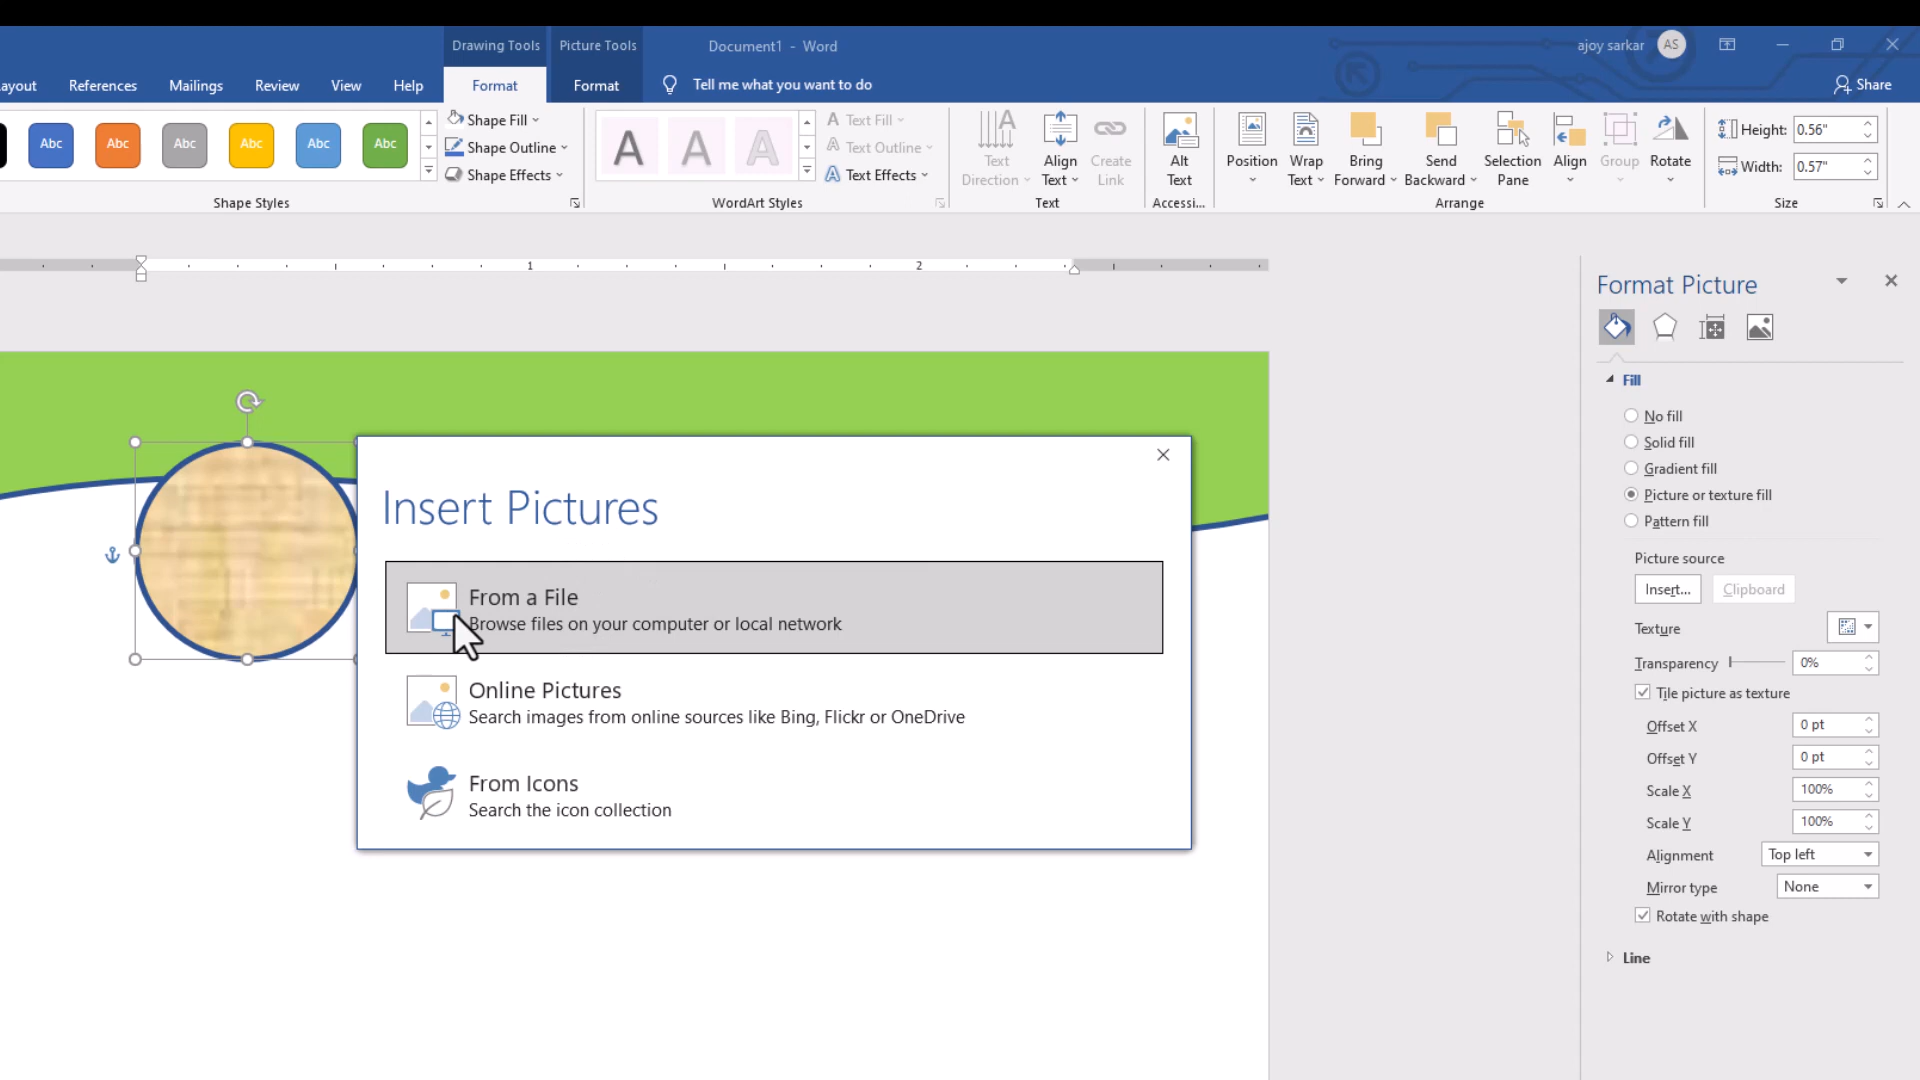 Drawing Tools Picture Tools Document1 - Word ajoy sarkar AS
ayout References Mailings Review View Help Format Format Tell me what you want to do Share
Abc Abc Abc Abc Abc Abc
Shape Fill
Shape Outline
Shape Effects
Shape Styles
A A A
Text Fill
Text Outline
Text Effects
WordArt Styles
Text Direction
Align Text
Create Link
Text
Alt Text
Accessi...
Position
Wrap Text
Bring Forward
Send Backward
Selection Pane
Align
Group
Rotate
Arrange
Height: 0.56"
Width: 0.57"
Size
1 2
Insert Pictures
From a File
Browse files on your computer or local network
Online Pictures
Search images from online sources like Bing, Flickr or OneDrive
From Icons
Search the icon collection
Format Picture
Fill
No fill
Solid fill
Gradient fill
Picture or texture fill
Pattern fill
Picture source
Insert... Clipboard
Texture
Transparency 0%
Tile picture as texture
Offset X 0 pt
Offset Y 0 pt
Scale X 100%
Scale Y 100%
Alignment Top left
Mirror type None
Rotate with shape
Line